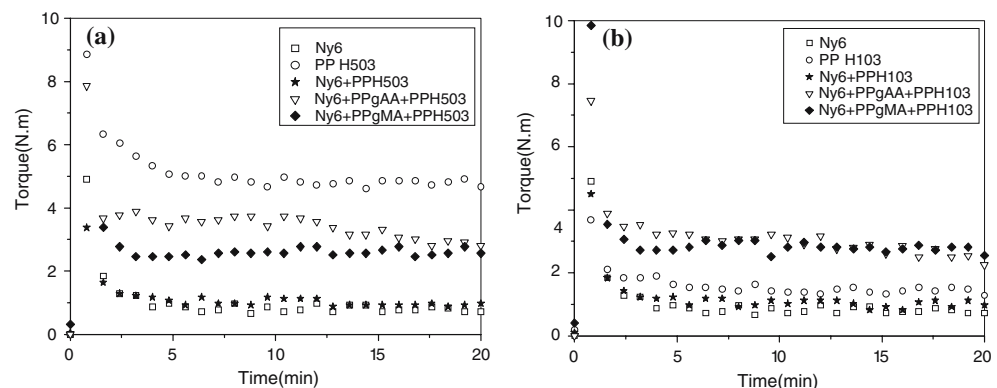 (a)
Ny6
PP H503
Ny6+PPH503
Ny6+PPgAA+PPH503
Ny6+PPgMA+PPH503
Torque(N.m)
10
8
6
4
2
0
0 5 10 15 20
Time(min)
(b)
Ny6
PP H103
Ny6+PPH103
Ny6+PPgAA+PPH103
Ny6+PPgMA+PPH103
Torque(N.m)
10
8
6
4
2
0
0 5 10 15 20
Time(min)